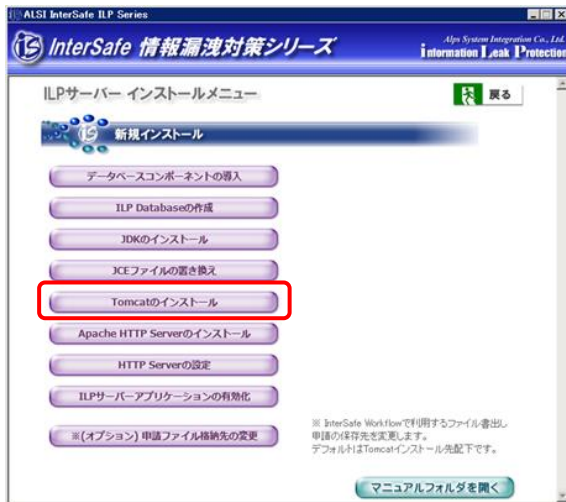 ALSI InterSafe ILP Series
InterSafe 情報漏洩対策シリーズ
Alps System Integration Co., Ltd.
information Leak Protection
ILPサーバー インストールメニュー
戻る
新規インストール
データベースコンポーネントの導入
ILP Databaseの作成
JDKのインストール
JCEファイルの置き換え
Tomcatのインストール
Apache HTTP Serverのインストール
HTTP Serverの設定
ILPサーバーアプリケーションの有効化
※(オプション) 申請ファイル格納先の変更
※ InterSafe Workflowで利用するファイル書出し
申請の保存先を変更します。
デフォルトはTomcatインストール先配下です。
マニュアルフォルダを開く